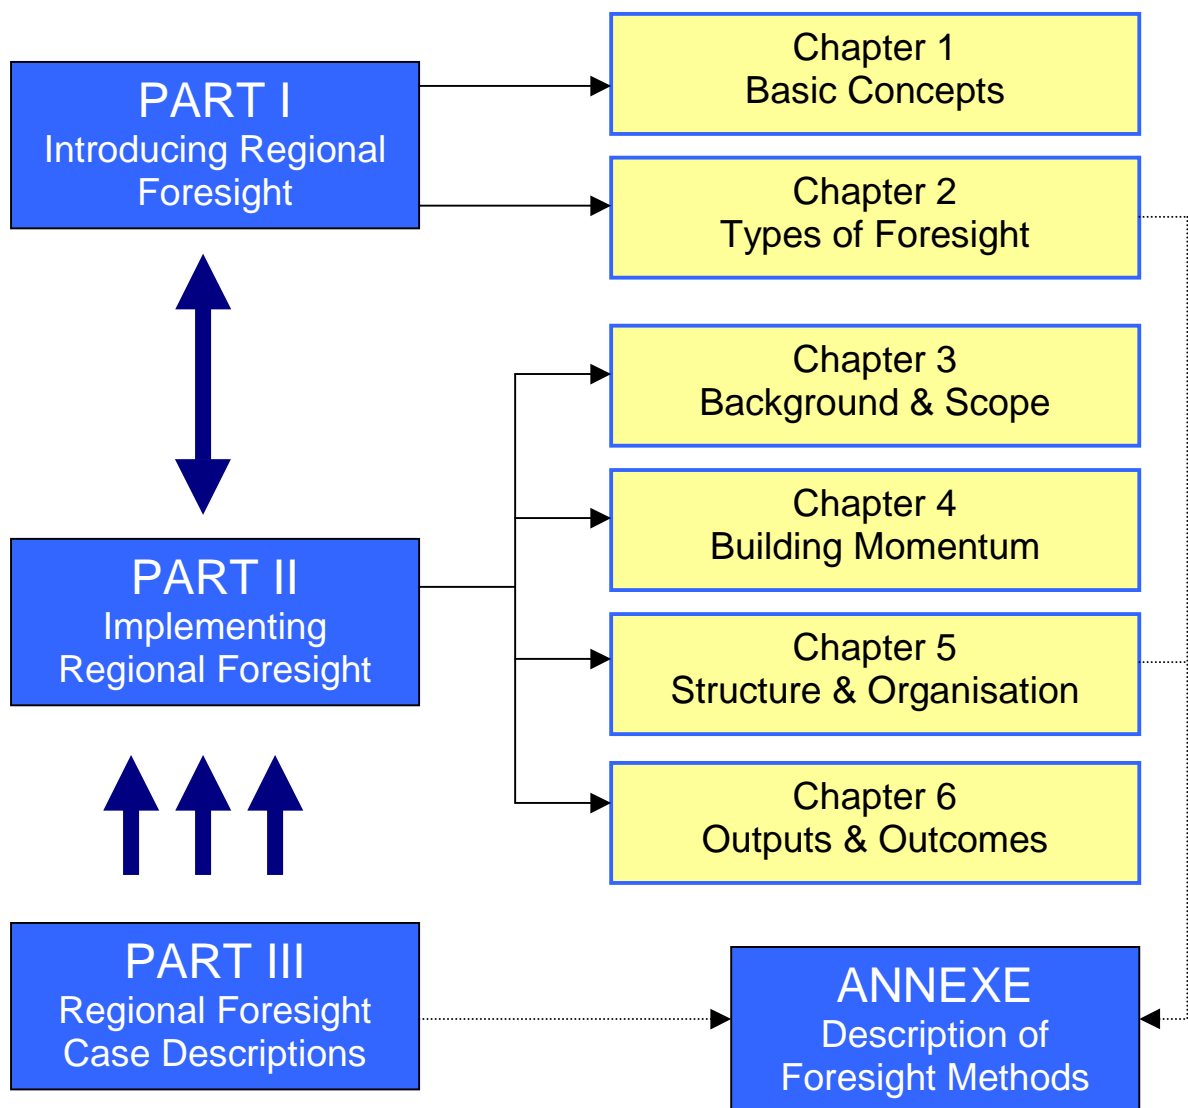 PART I
Introducing Regional
Foresight
Chapter 1
Basic Concepts
Chapter 2
Types of Foresight
PART II
Implementing
Regional Foresight
Chapter 3
Background & Scope
Chapter 4
Building Momentum
Chapter 5
Structure & Organisation
Chapter 6
Outputs & Outcomes
PART III
Regional Foresight
Case Descriptions
ANNEXE
Description of
Foresight Methods